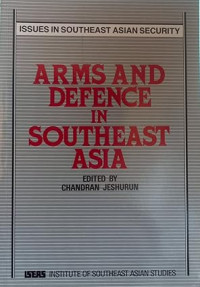 ISSUES IN SOUTHEAST ASIAN SECURITY
ARMS AND
DEFENCE
IN
SOUTHEAST
ASIA
EDITED BY
CHANDRAN JESHURUN
ISEAS INSTITUTE OF SOUTHEAST ASIAN STUDIES